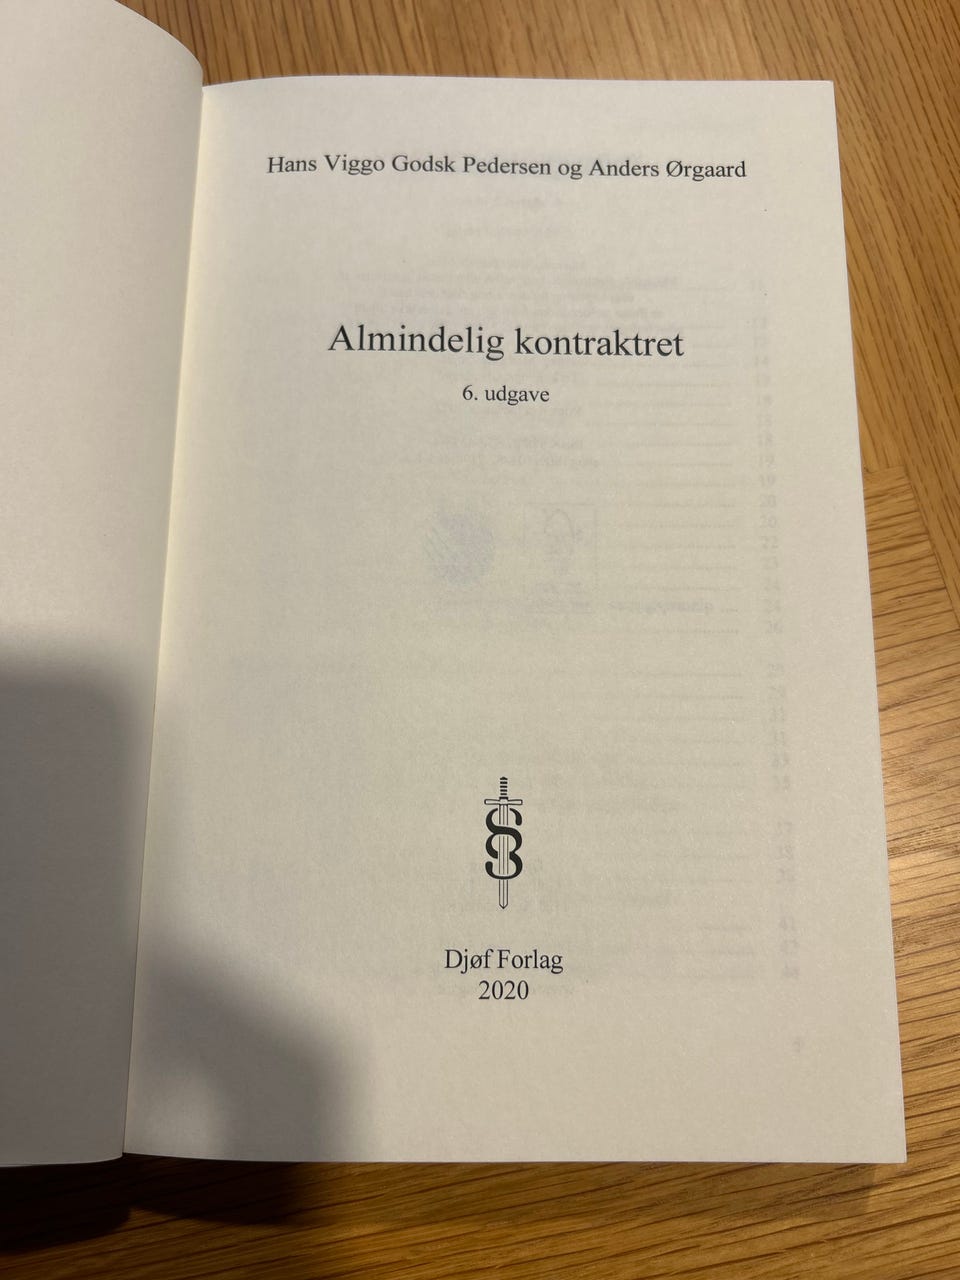 Hans Viggo Godsk Pedersen og Anders Ørgaard
Almindelig kontraktret
6. udgave
Djøf Forlag
2020